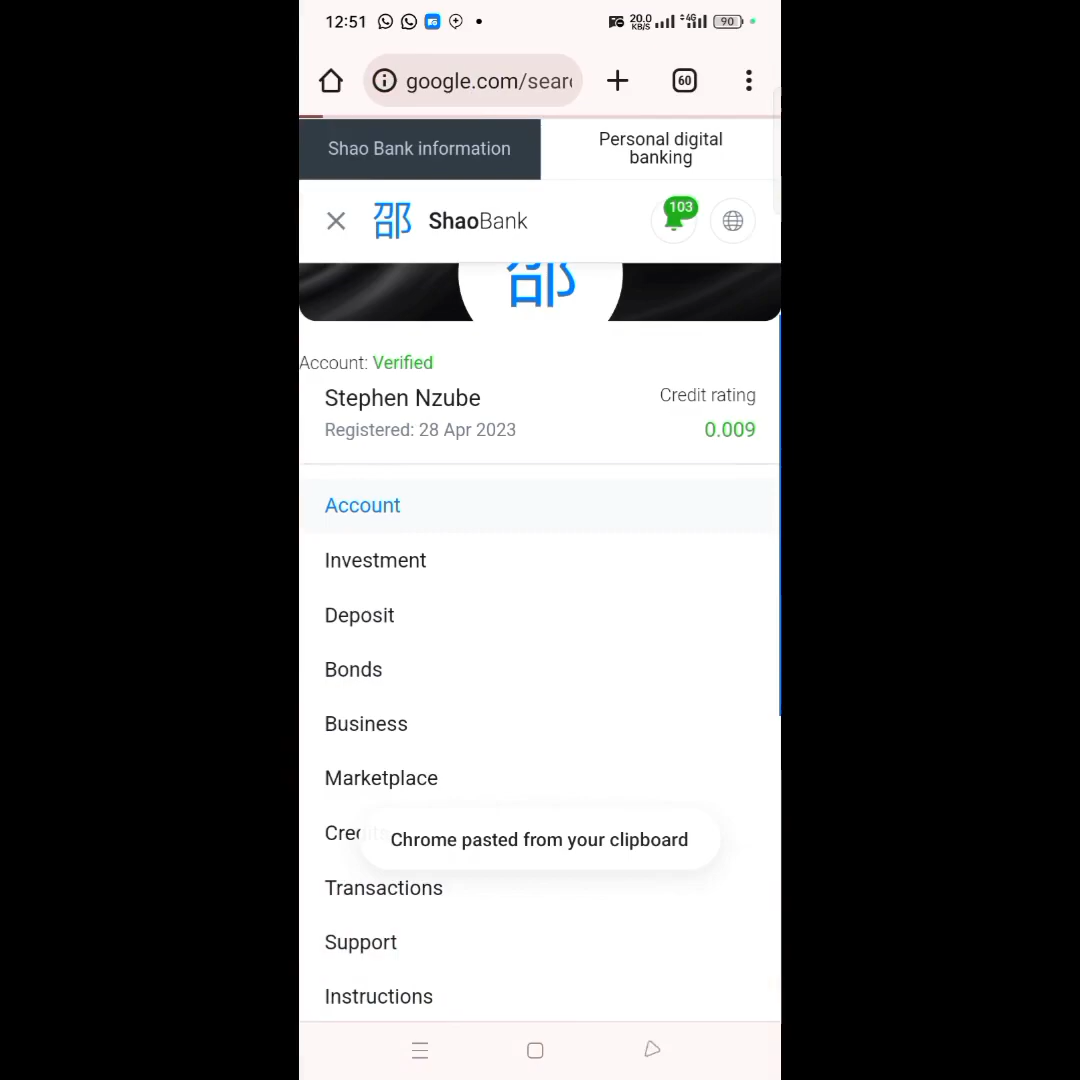 12:51
20.0
KB/S
4G
90
google.com/sear
60
Shao Bank information
Personal digital
banking
邵 ShaoBank
103
邵
Account: Verified
Stephen Nzube
Credit rating
Registered: 28 Apr 2023
0.009
Account
Investment
Deposit
Bonds
Business
Marketplace
Credits
Chrome pasted from your clipboard
Transactions
Support
Instructions